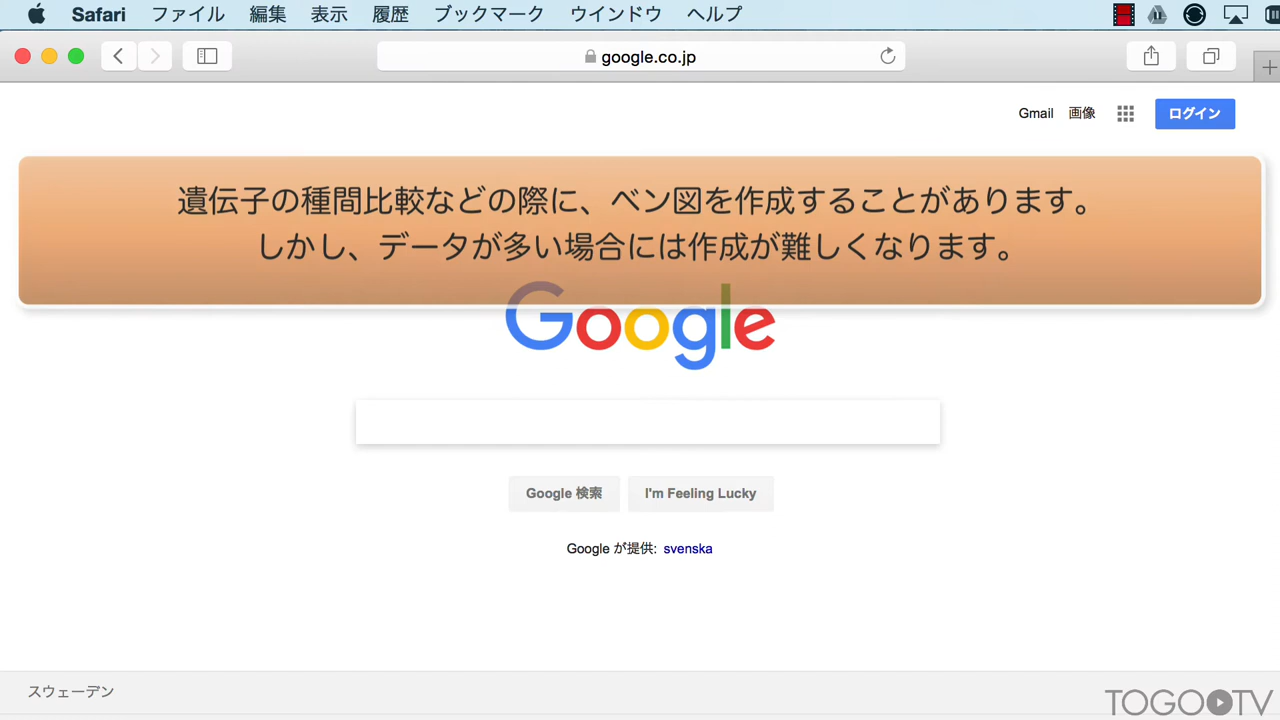 Safari ファイル 編集 表示 履歴 ブックマーク ウインドウ ヘルプ
google.co.jp
Gmail 画像 ログイン
遺伝子の種間比較などの際に、ベン図を作成することがあります。
しかし、データが多い場合には作成が難しくなります。
Google
Google 検索 I'm Feeling Lucky
Google が提供: svenska
スウェーデン
TOGOTV